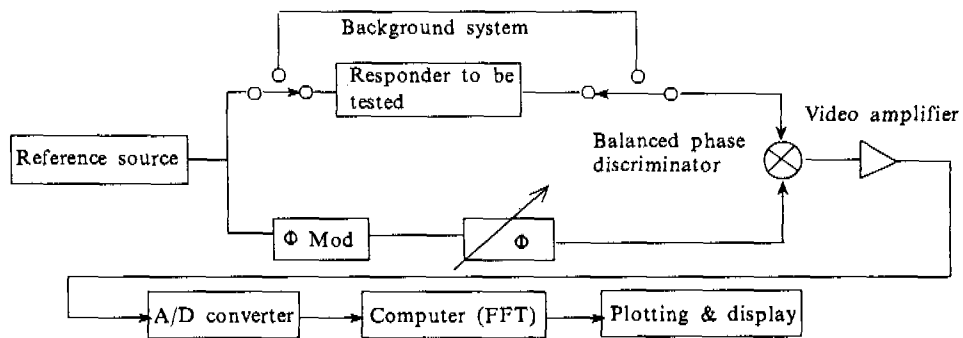 Background system
Responder to be
tested
Video amplifier
Reference source
Balanced phase
discriminator
Φ Mod
Φ
A/D converter
Computer (FFT)
Plotting & display